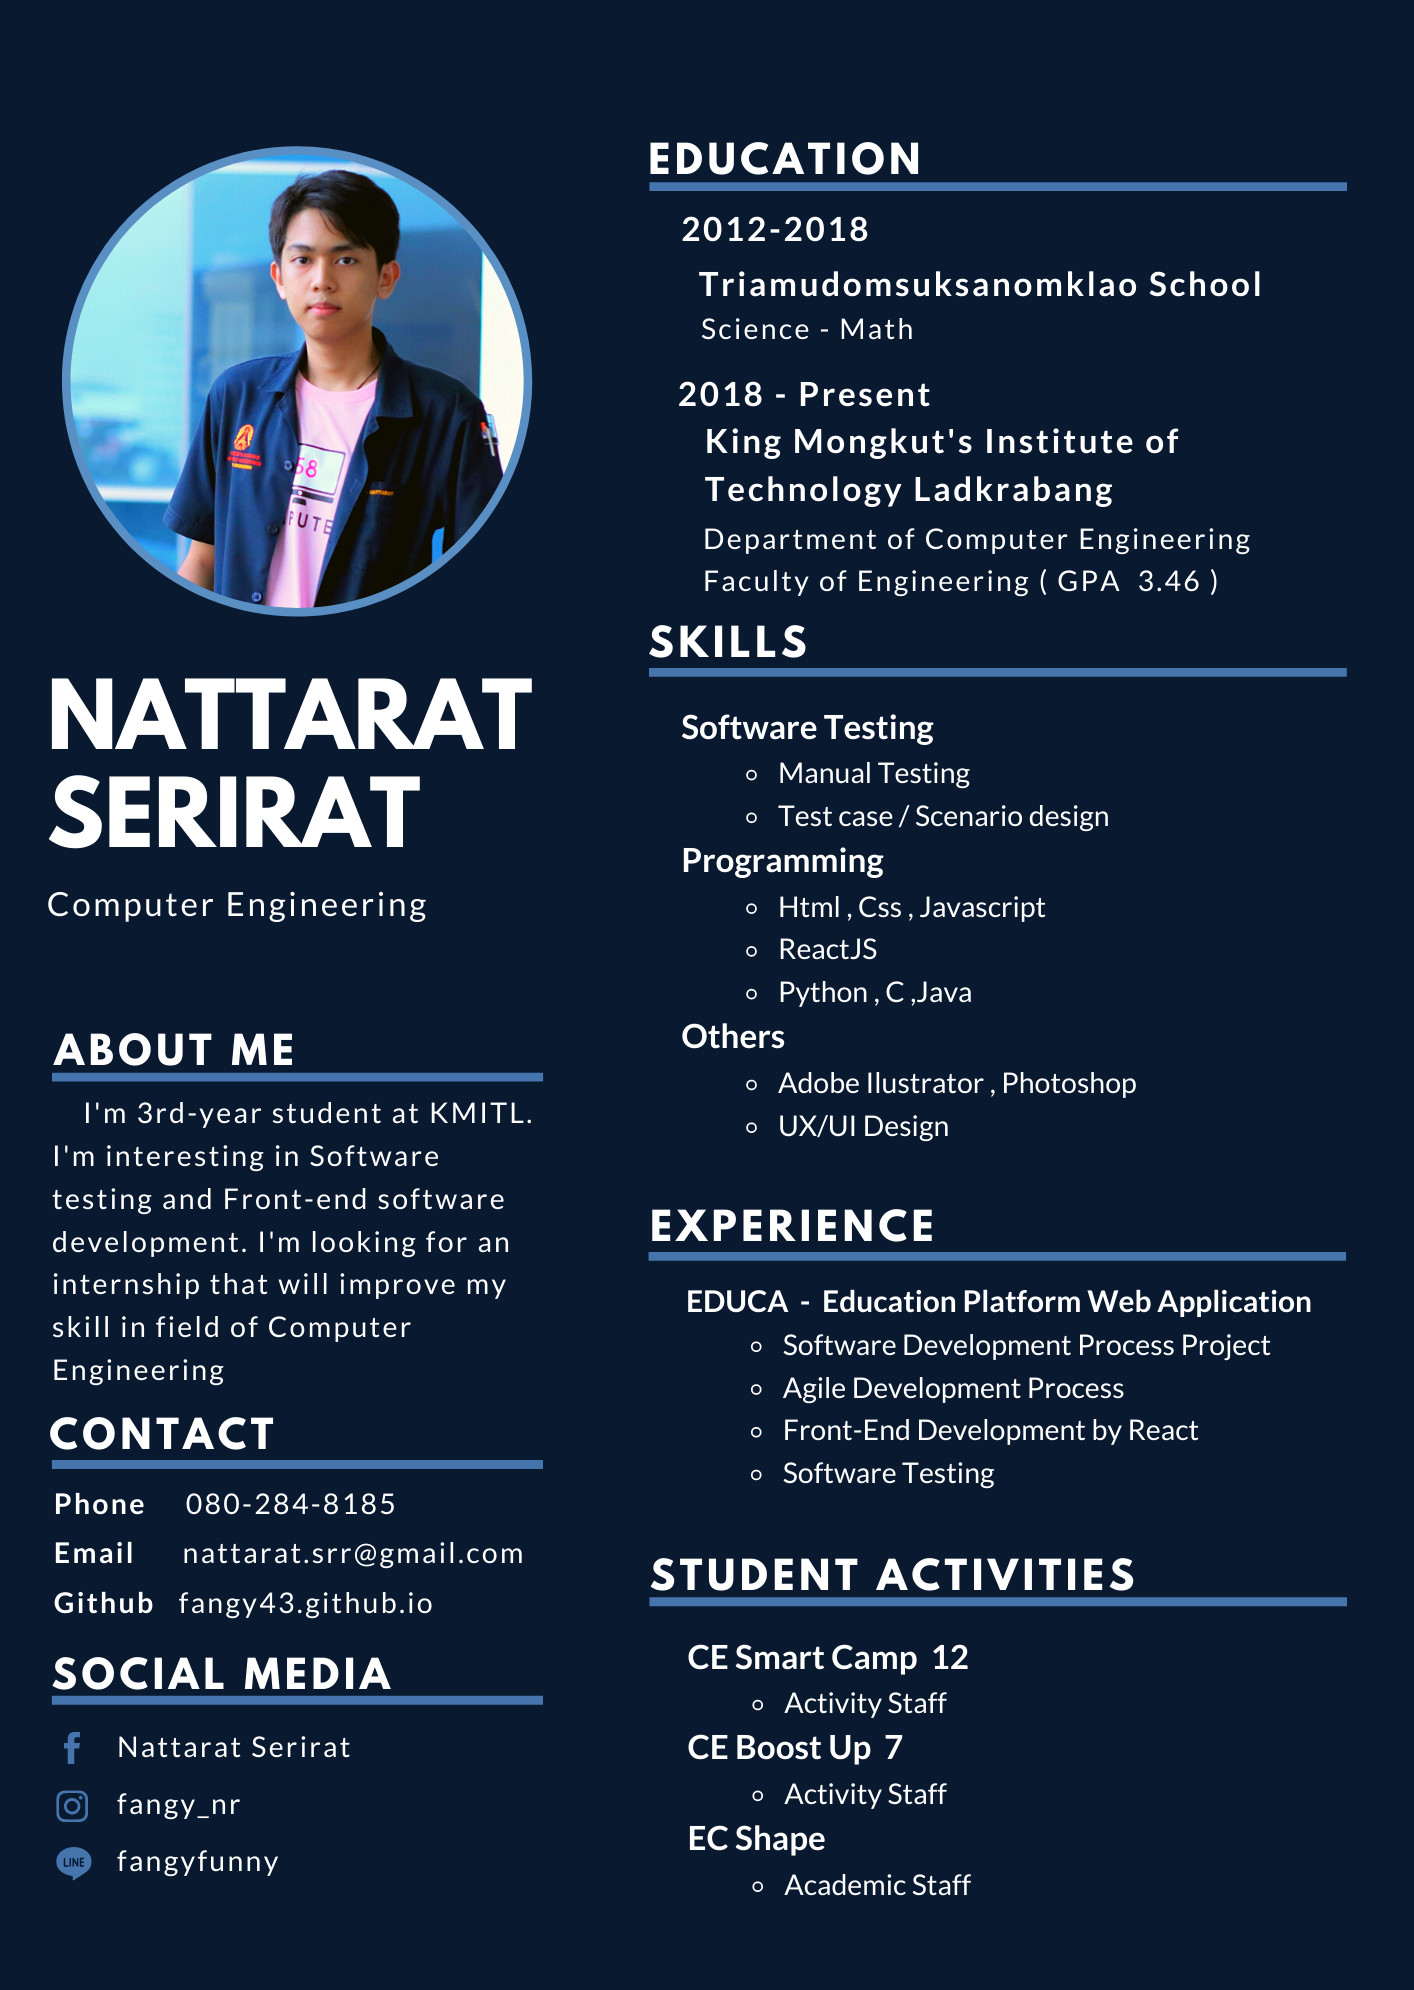 NATTARAT
SERIRAT
Computer Engineering
ABOUT ME
I'm 3rd-year student at KMITL.
I'm interesting in Software
testing and Front-end software
development. I'm looking for an
internship that will improve my
skill in field of Computer
Engineering
CONTACT
Phone 080-284-8185
Email nattarat.srr@gmail.com
Github fangy43.github.io
SOCIAL MEDIA
Nattarat Serirat
fangy_nr
LINE fangyfunny
EDUCATION
2012-2018
Triamudomsuksanomklao School
Science - Math
2018 - Present
King Mongkut's Institute of
Technology Ladkrabang
Department of Computer Engineering
Faculty of Engineering ( GPA 3.46 )
SKILLS
Software Testing
Manual Testing
Test case / Scenario design
Programming
Html , Css , Javascript
ReactJS
Python , C ,Java
Others
Adobe Ilustrator , Photoshop
UX/UI Design
EXPERIENCE
EDUCA - Education Platform Web Application
Software Development Process Project
Agile Development Process
Front-End Development by React
Software Testing
STUDENT ACTIVITIES
CE Smart Camp 12
Activity Staff
CE Boost Up 7
Activity Staff
EC Shape
Academic Staff